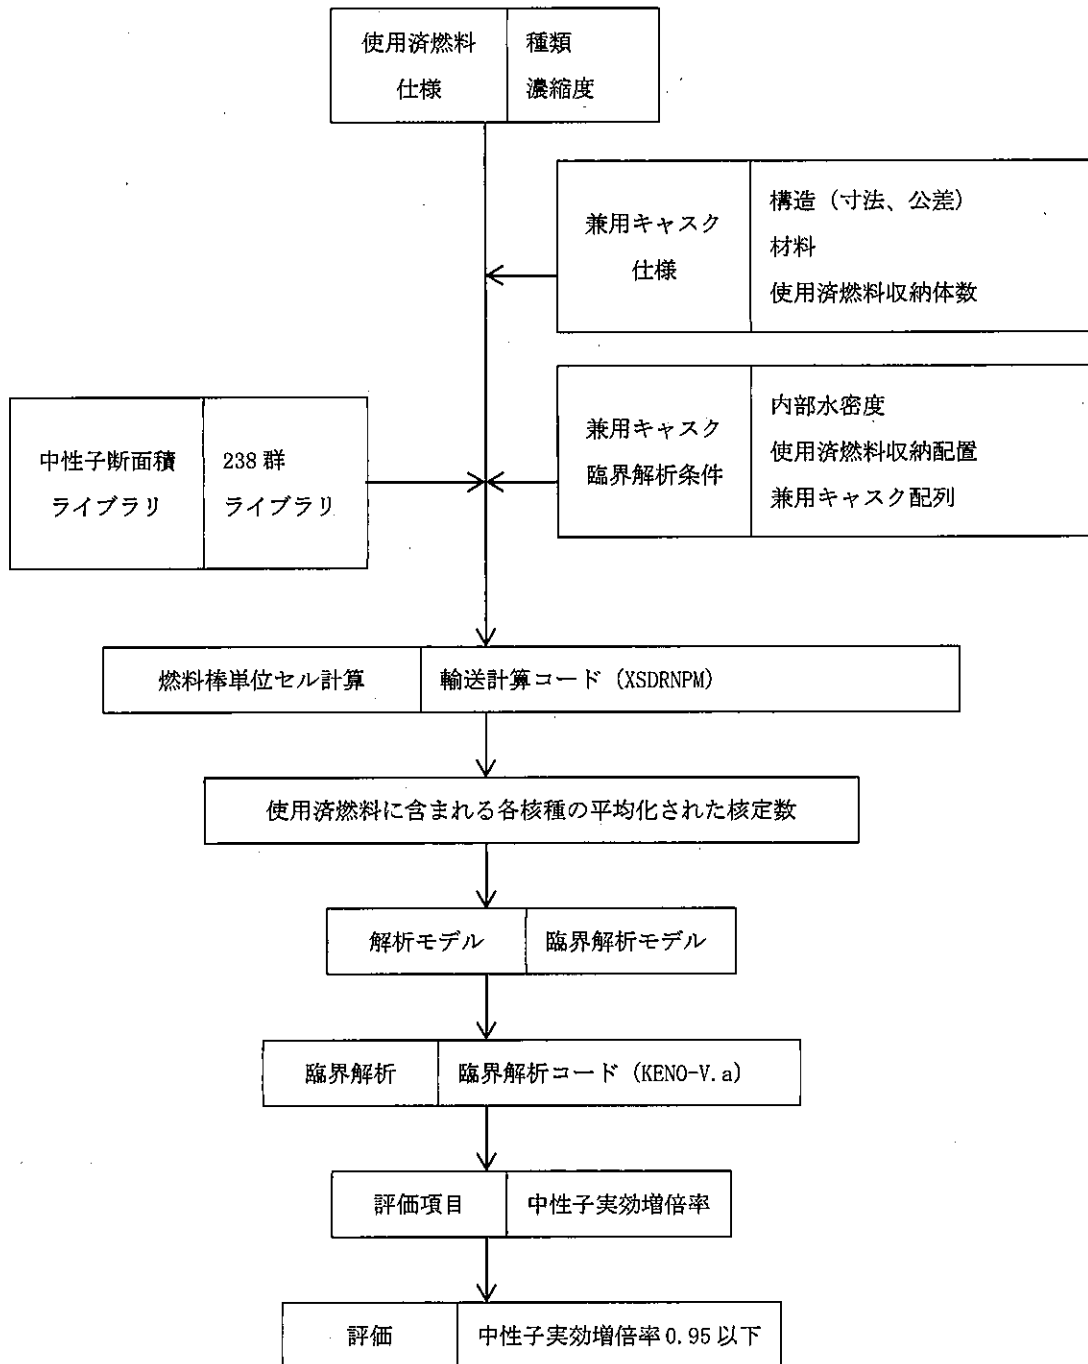 使用済燃料
仕様
種類
濃縮度
兼用キャスク
仕様
構造（寸法、公差）
材料
使用済燃料収納体数
中性子断面積
ライブラリ
238 群
ライブラリ
兼用キャスク
臨界解析条件
内部水密度
使用済燃料収納配置
兼用キャスク配列
燃料棒単位セル計算
輸送計算コード（XSDRNPM）
使用済燃料に含まれる各核種の平均化された核定数
解析モデル
臨界解析モデル
臨界解析
臨界解析コード（KENO-V.a）
評価項目
中性子実効増倍率
評価
中性子実効増倍率 0.95 以下